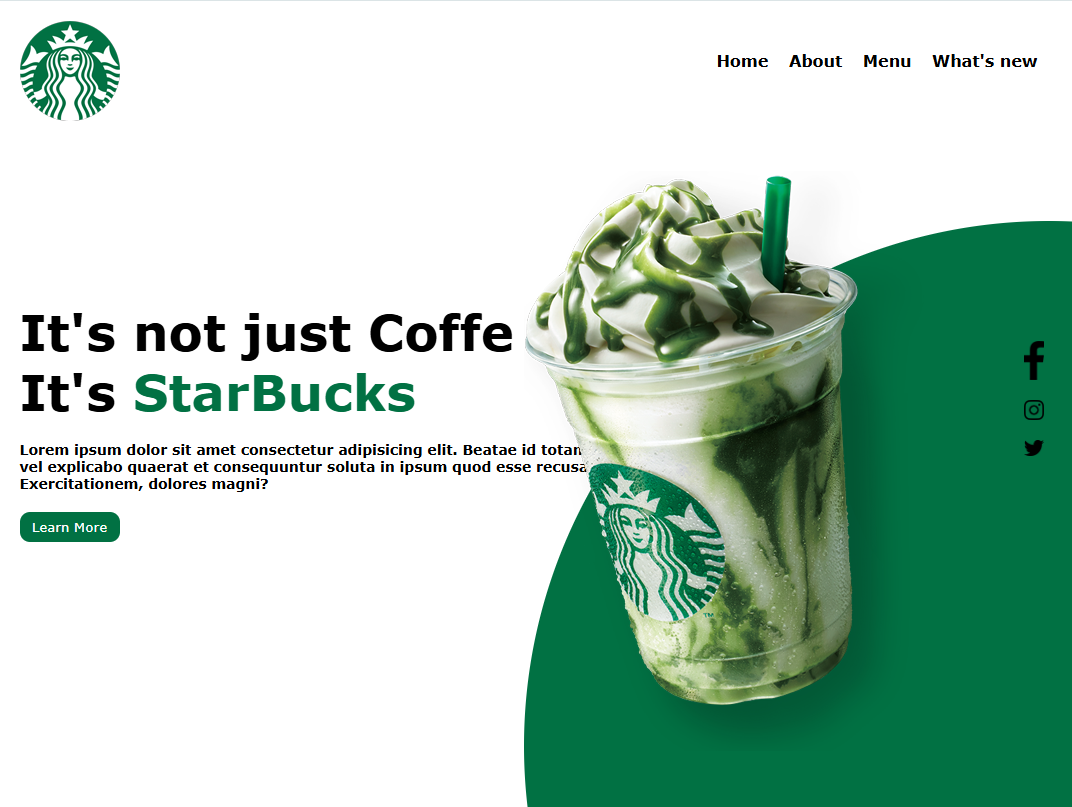 Home About Menu What's new
It's not just Coffe
It's StarBucks
Lorem ipsum dolor sit amet consectetur adipisicing elit. Beatae id totam
vel explicabo quaerat et consequuntur soluta in ipsum quod esse recusa
Exercitationem, dolores magni?
Learn More
TM